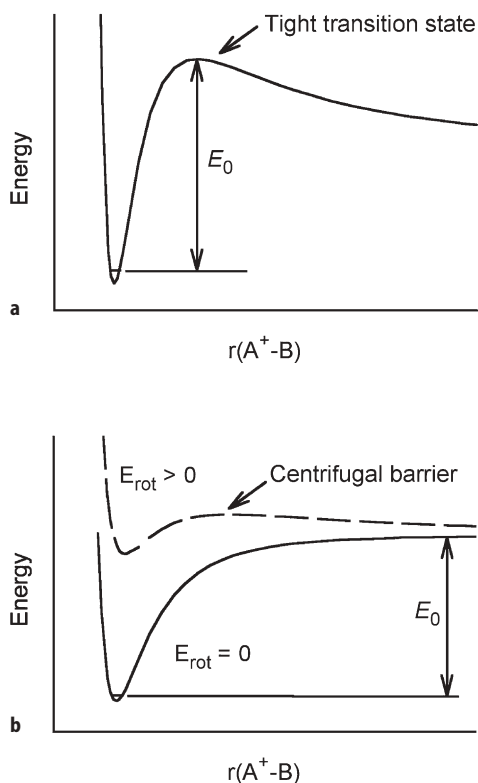 Tight transition state
Energy
E₀
a
r(A⁺-B)
E_rot > 0
Centrifugal barrier
Energy
E₀
E_rot = 0
b
r(A⁺-B)